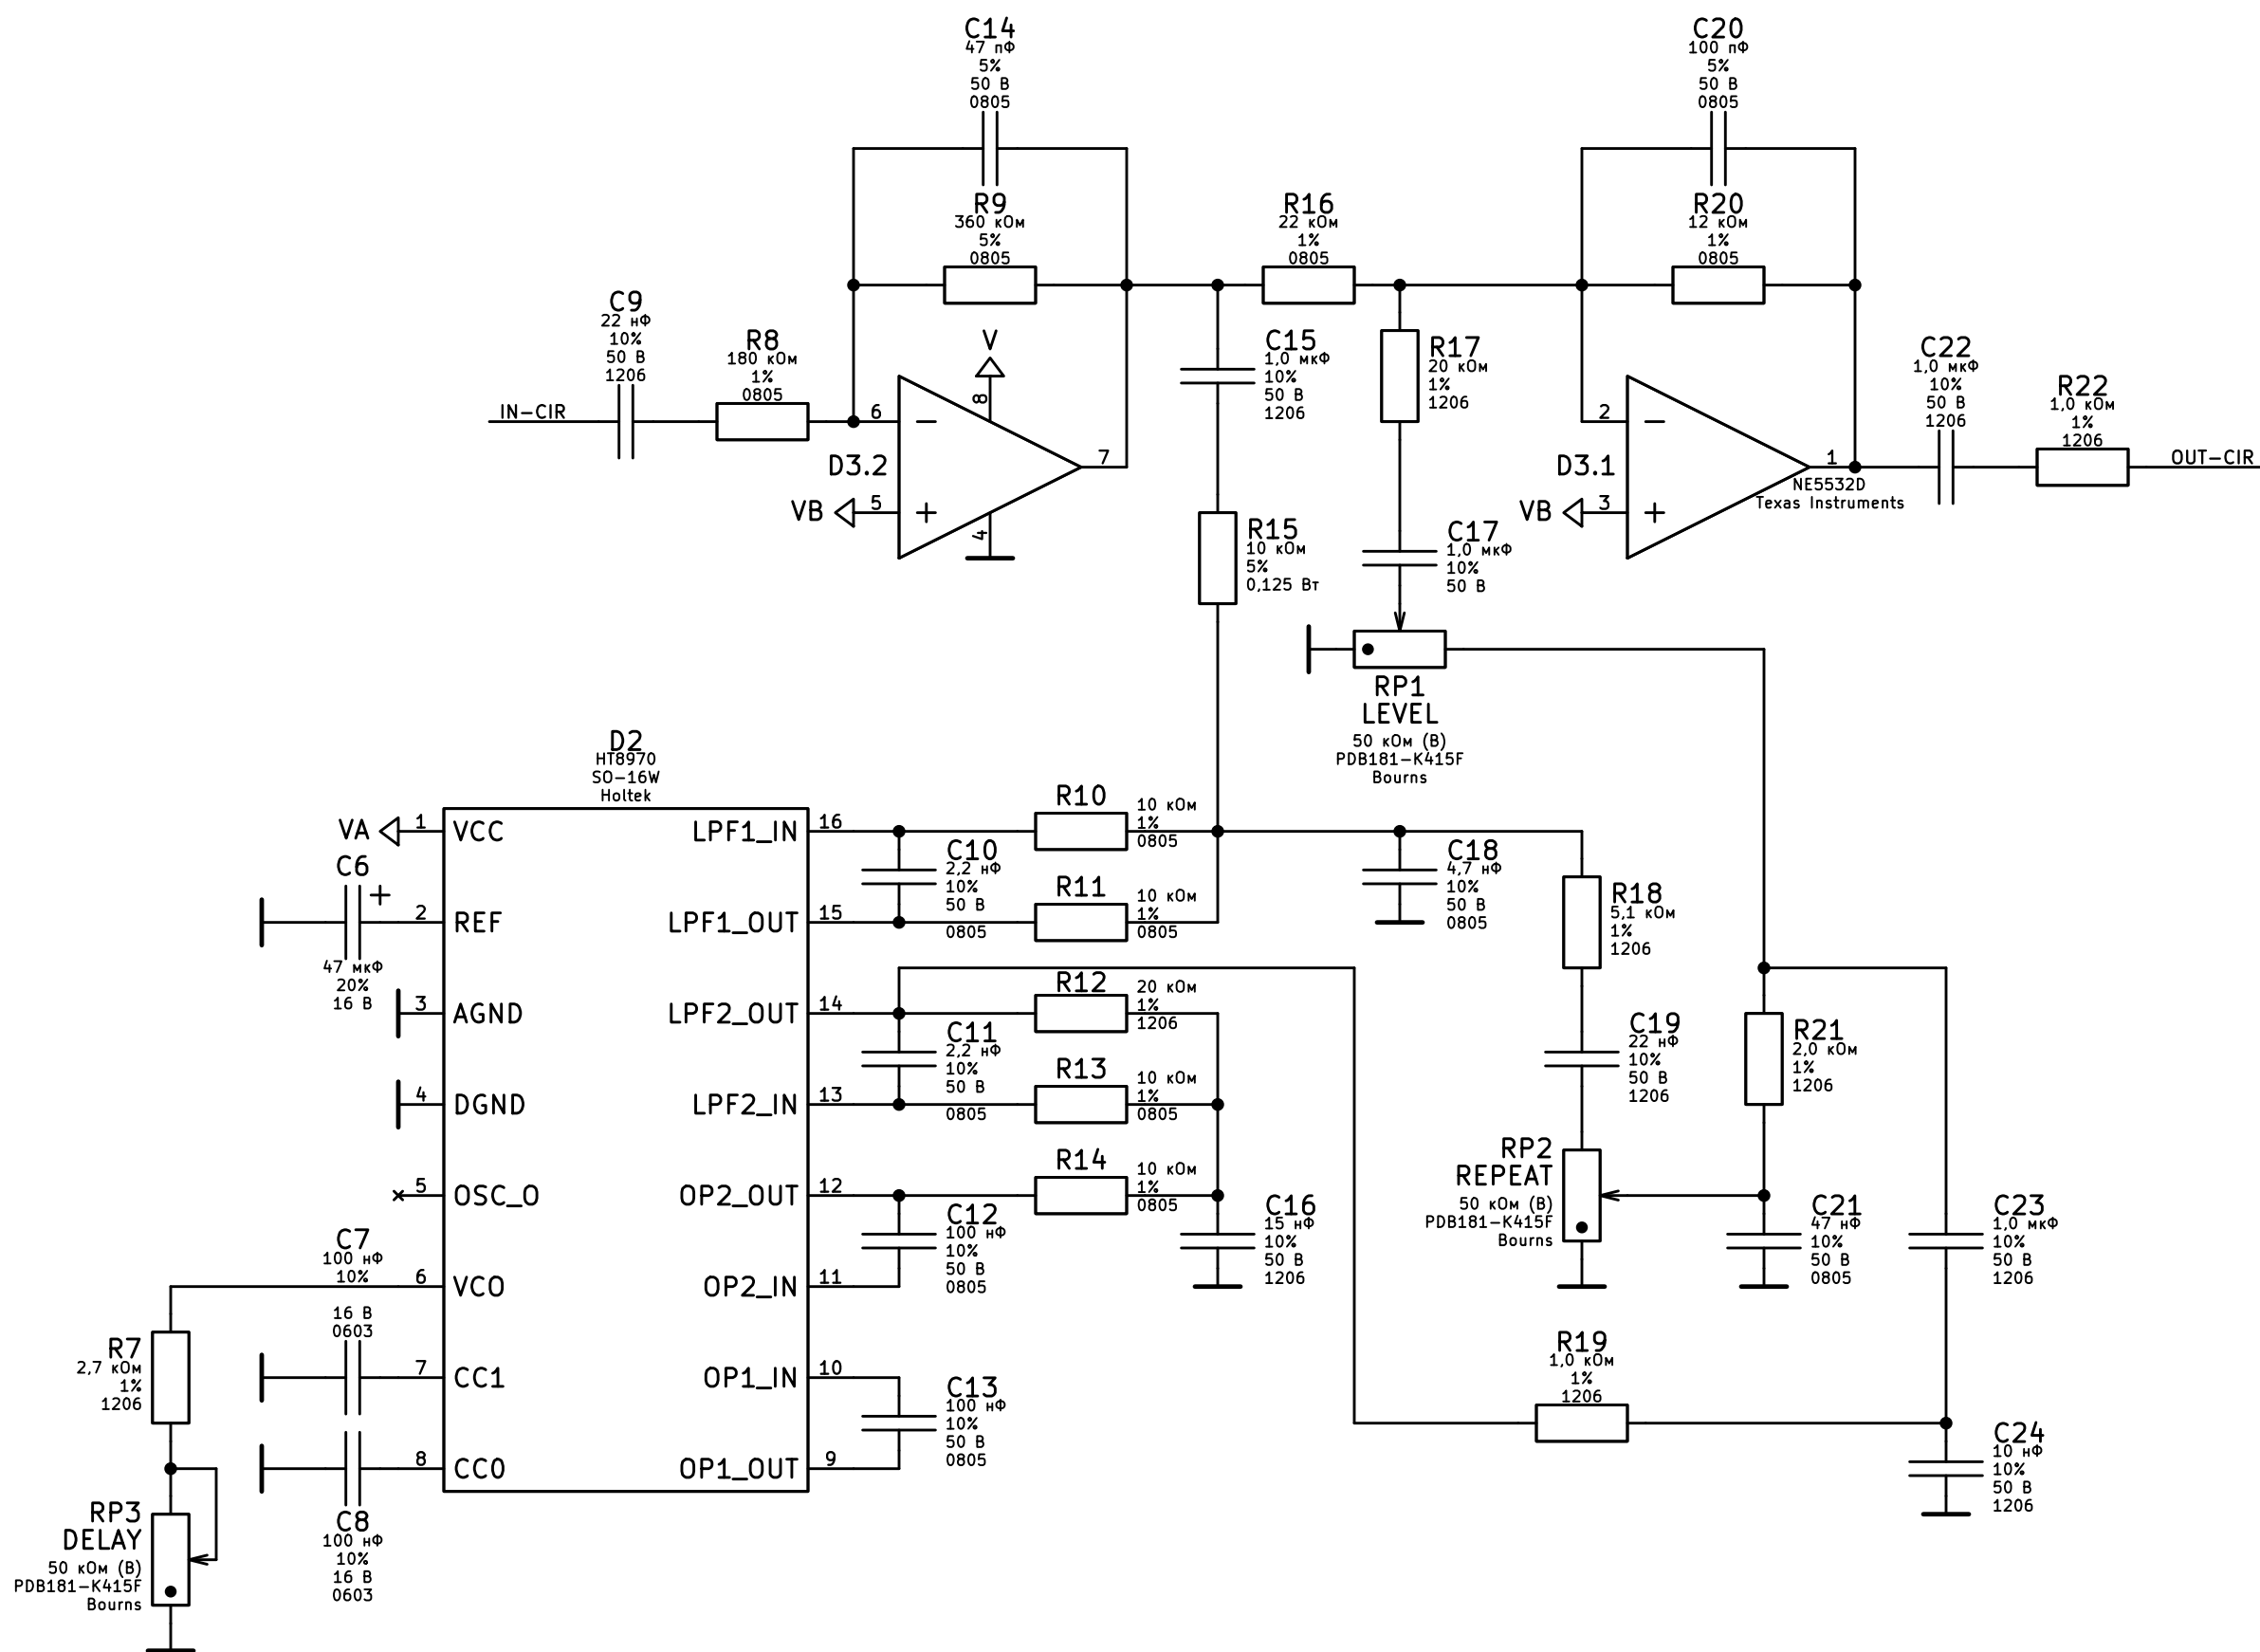 C14
47 пФ
5%
50 В
0805
C20
100 пФ
5%
50 В
0805
R9
360 кОм
5%
0805
R16
22 кОм
1%
0805
R20
12 кОм
1%
0805
C9
22 нФ
10%
50 В
1206
R8
180 кОм
1%
0805
IN-CIR
V
8
6
−
D3.2
7
VB
5
+
4
C15
1,0 мкФ
10%
50 В
1206
R17
20 кОм
1%
1206
2
−
D3.1
1
NE5532D
Texas Instruments
VB
3
+
C22
1,0 мкФ
10%
50 В
1206
R22
1,0 кОм
1%
1206
OUT-CIR
R15
10 кОм
5%
0,125 Вт
C17
1,0 мкФ
10%
50 В
RP1
LEVEL
50 кОм (В)
PDB181-K415F
Bourns
D2
HT8970
SO-16W
Holtek
VA
1
VCC
C6
+
47 мкФ
20%
16 В
2
REF
3
AGND
4
DGND
5
OSC_O
C7
100 нФ
10%
16 В
0603
6
VCO
7
CC1
8
CC0
C8
100 нФ
10%
16 В
0603
R7
2,7 кОм
1%
1206
RP3
DELAY
50 кОм (В)
PDB181-K415F
Bourns
LPF1_IN
16
LPF1_OUT
15
LPF2_OUT
14
LPF2_IN
13
OP2_OUT
12
OP2_IN
11
OP1_IN
10
OP1_OUT
9
R10
10 кОм
1%
0805
C10
2,2 нФ
10%
50 В
0805
R11
10 кОм
1%
0805
R12
20 кОм
1%
1206
C11
2,2 нФ
10%
50 В
0805
R13
10 кОм
1%
0805
R14
10 кОм
1%
0805
C12
100 нФ
10%
50 В
0805
C13
100 нФ
10%
50 В
0805
C16
15 нФ
10%
50 В
1206
C18
4,7 нФ
10%
50 В
0805
R18
5,1 кОм
1%
1206
C19
22 нФ
10%
50 В
1206
R21
2,0 кОм
1%
1206
RP2
REPEAT
50 кОм (В)
PDB181-K415F
Bourns
C21
47 нФ
10%
50 В
0805
C23
1,0 мкФ
10%
50 В
1206
R19
1,0 кОм
1%
1206
C24
10 нФ
10%
50 В
1206